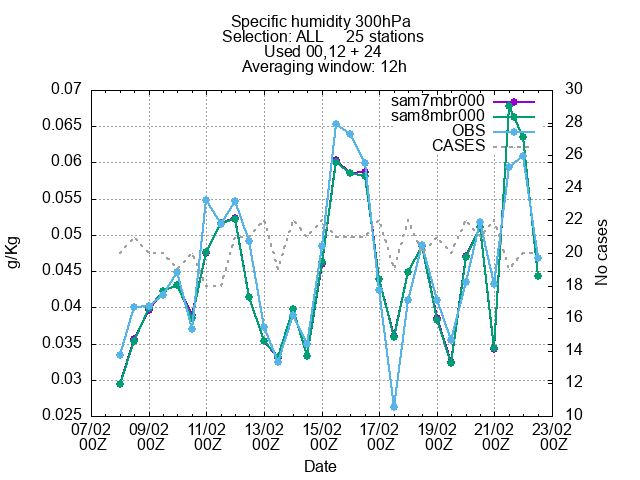 Specific humidity 300hPa
Selection: ALL 25 stations
Used 00,12 + 24
Averaging window: 12h
g/Kg
0.07
0.065
0.06
0.055
0.05
0.045
0.04
0.035
0.03
0.025
sam7mbr000
sam8mbr000
OBS
CASES
30
28
26
24
22
20
18
16
14
12
10
No cases
07/02 09/02 11/02 13/02 15/02 17/02 19/02 21/02 23/02
00Z 00Z 00Z 00Z 00Z 00Z 00Z 00Z 00Z
Date